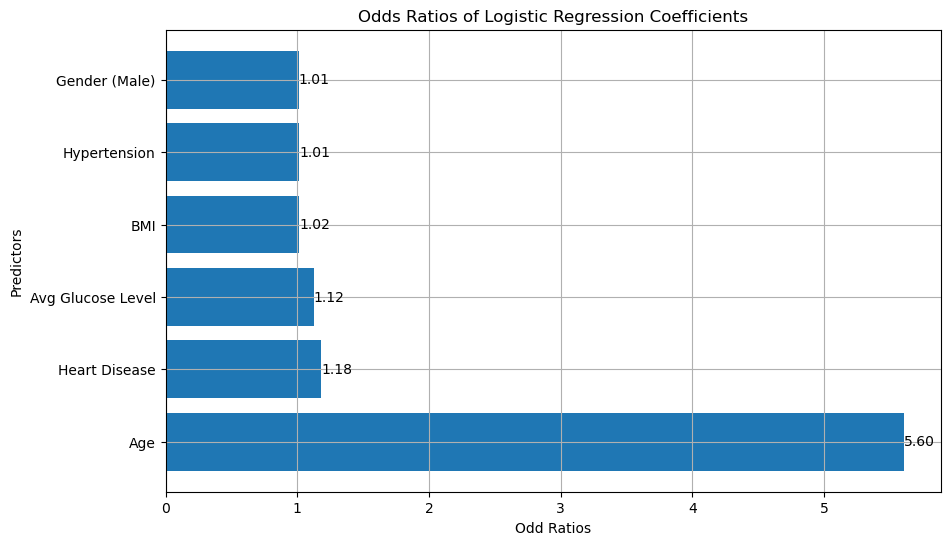 Odds Ratios of Logistic Regression Coefficients
Predictors
Gender (Male) 1.01
Hypertension 1.01
BMI 1.02
Avg Glucose Level 1.12
Heart Disease 1.18
Age 5.60
0 1 2 3 4 5
Odd Ratios